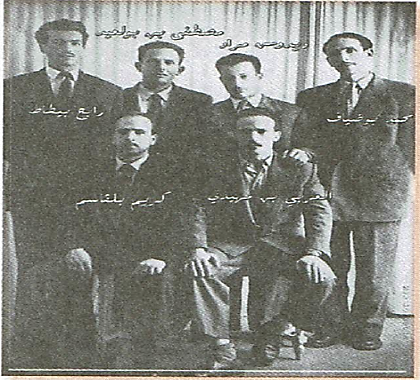 مصطفى بن بولعيد
ديدوش مراد
رابح بيطاط
محمد بوضياف
كريم بلقاسم
العربي بن مهيدي